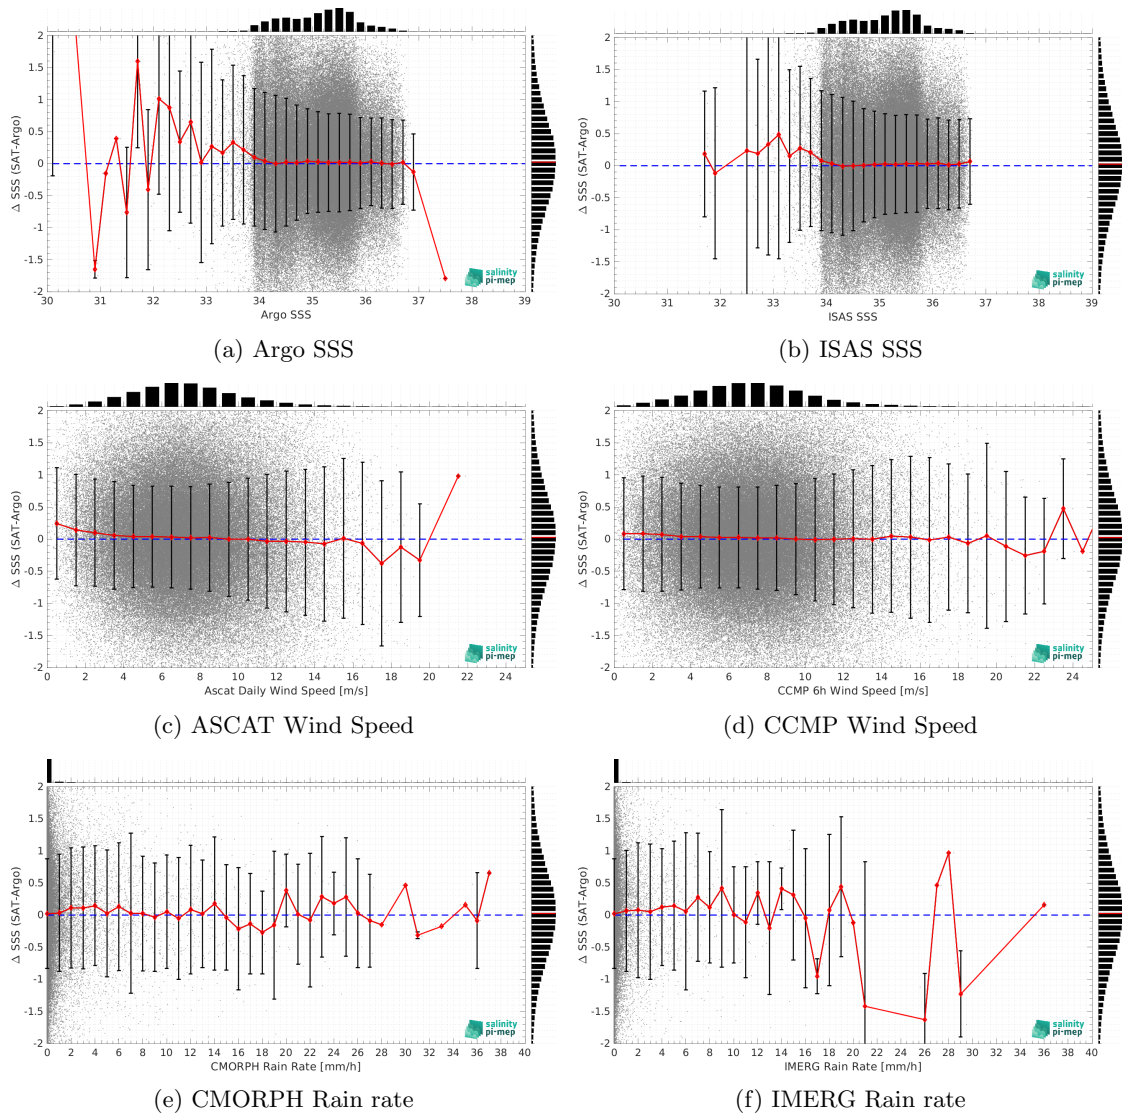 2
1.5
1
0.5
0
-0.5
-1
-1.5
-2
Δ SSS (SAT-Argo)
30 31 32 33 34 35 36 37 38 39
Argo SSS
salinity
pi-mep
(a) Argo SSS
2
1.5
1
0.5
0
-0.5
-1
-1.5
-2
Δ SSS (SAT-Argo)
30 31 32 33 34 35 36 37 38 39
ISAS SSS
salinity
pi-mep
(b) ISAS SSS
2
1.5
1
0.5
0
-0.5
-1
-1.5
-2
Δ SSS (SAT-Argo)
0 2 4 6 8 10 12 14 16 18 20 22 24
Ascat Daily Wind Speed [m/s]
salinity
pi-mep
(c) ASCAT Wind Speed
2
1.5
1
0.5
0
-0.5
-1
-1.5
-2
Δ SSS (SAT-Argo)
0 2 4 6 8 10 12 14 16 18 20 22 24
CCMP 6h Wind Speed [m/s]
salinity
pi-mep
(d) CCMP Wind Speed
2
1.5
1
0.5
0
-0.5
-1
-1.5
-2
Δ SSS (SAT-Argo)
0 2 4 6 8 10 12 14 16 18 20 22 24 26 28 30 32 34 36 38 40
CMORPH Rain Rate [mm/h]
salinity
pi-mep
(e) CMORPH Rain rate
2
1.5
1
0.5
0
-0.5
-1
-1.5
-2
Δ SSS (SAT-Argo)
0 2 4 6 8 10 12 14 16 18 20 22 24 26 28 30 32 34 36 38 40
IMERG Rain Rate [mm/h]
salinity
pi-mep
(f) IMERG Rain rate